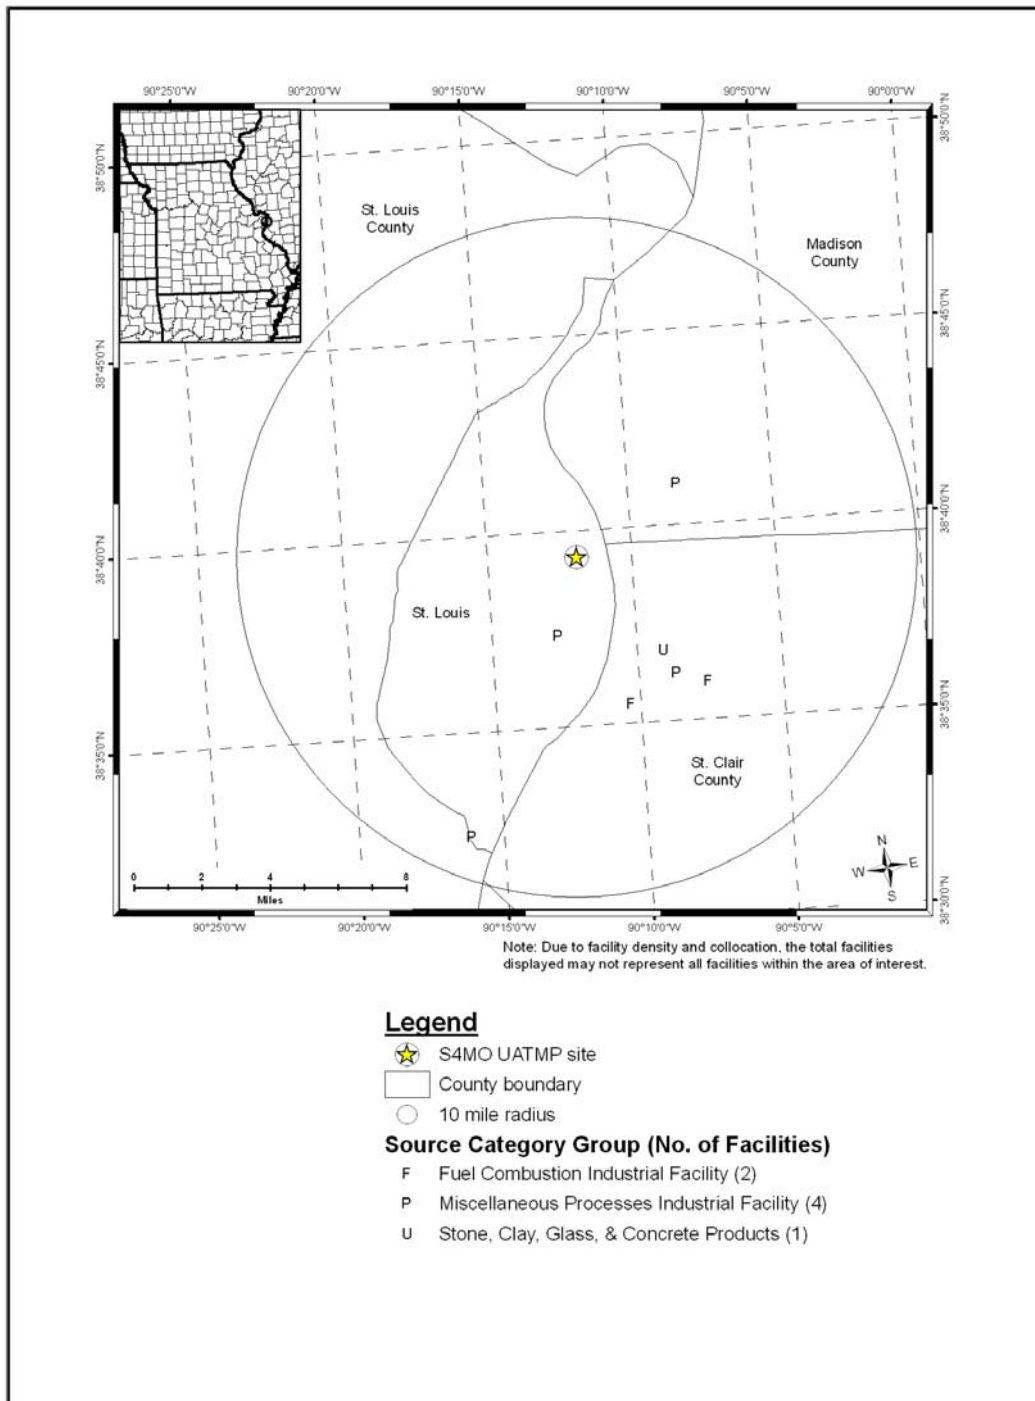 90°25'0"W 90°20'0"W 90°15'0"W 90°10'0"W 90°5'0"W 90°0'0"W
38°50'0"N
38°50'0"N
St. Louis
County
Madison
County
38°45'0"N
38°45'0"N
P
38°40'0"N
38°40'0"N
St. Louis
P
U
P
F
F
38°35'0"N
38°35'0"N
St. Clair
County
P
N
W E
S
0 2 4 6 8
Miles
38°30'0"N
90°25'0"W 90°20'0"W 90°15'0"W 90°10'0"W 90°5'0"W
Note: Due to facility density and collocation, the total facilities
displayed may not represent all facilities within the area of interest.
Legend
S4MO UATMP site
County boundary
10 mile radius
Source Category Group (No. of Facilities)
F Fuel Combustion Industrial Facility (2)
P Miscellaneous Processes Industrial Facility (4)
U Stone, Clay, Glass, & Concrete Products (1)